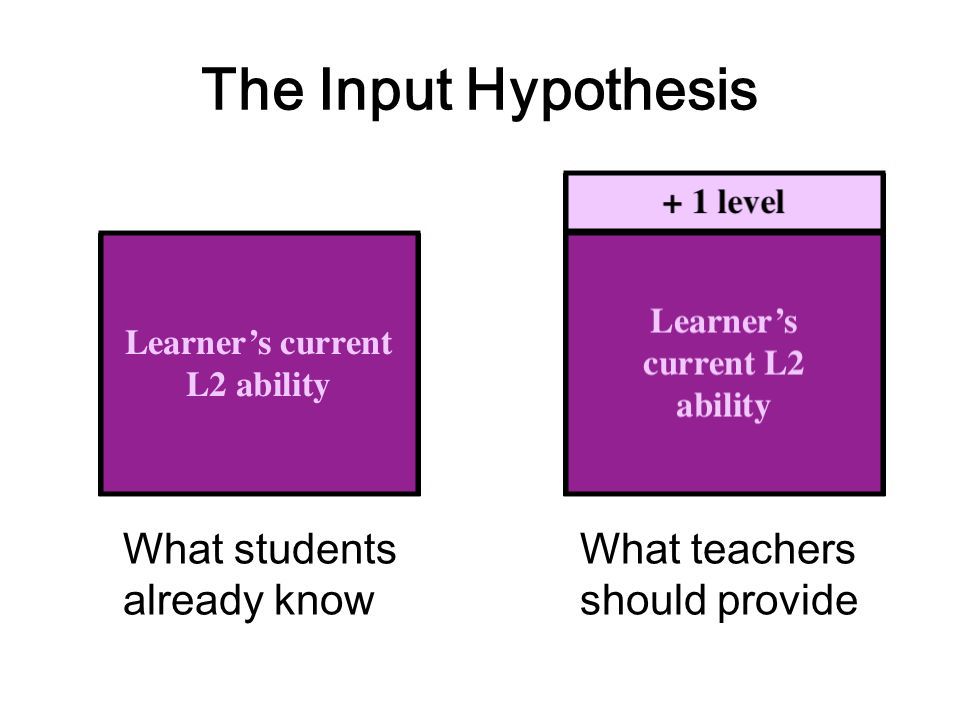 The Input Hypothesis
Learner’s current
L2 ability
What students
already know
+ 1 level
Learner’s
current L2
ability
What teachers
should provide